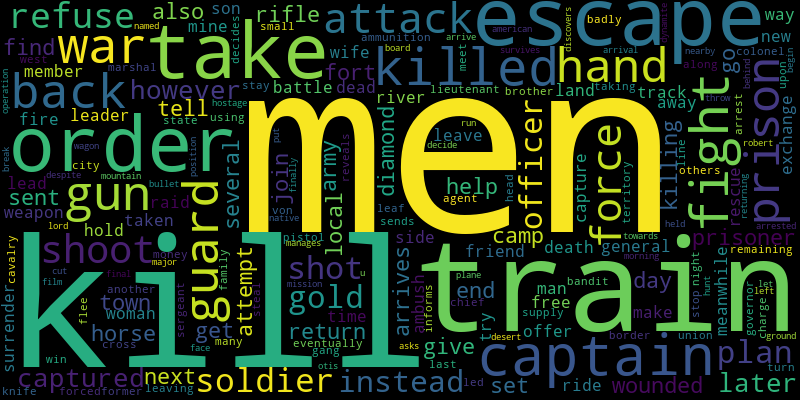 refuse
also
son
rifle
attack
escape
decides
named
small
wife
badly
way
war
take
mine
ammunition
arrive
discovers
dynamite
american
find
west
marshal
stay
board
meet
survives
arrival
nearby
new
colonel
along
member
however
battle
dead
fort
killed
hand
go
upon
begin
back
leader
tell
river
lieutenant
brother
land
taking
track
away
behind
throw
operation
fire
state
using
hostage
run
decide
arrest
order
men
officer
force
killing
fight
prison
exchange
break
wagon
city
position
put
reveals
finally
diamond
leave
line
robert
lead
mountain
despite
several
join
army
help
agent
head
capture
territory
others
rescue
returning
arrested
sent
gun
bullet
native
local
von
leaf
sends
weapon
raid
taken
guard
lord
hold
pistol
side
camp
friend
death
general
towards
held
prisoner
cavalry
shoot
money
major
family
attempt
manages
shot
u
arrives
ambush
end
man
morning
remaining
cut
final
film
another
sergeant
steal
mission
gold
time
informs
plane
chief
free
bandit
day
stop
night
hunt
meanwhile
governor
charge
let
left
ground
surrender
flee
town
woman
kill
train
desert
try
supply
make
win
cross
horse
get
many
face
return
eventually
gang
asks
give
last
offer
border
union
plan
turn
captured
next
soldier
otis
instead
led
captain
set
ride
wounded
later
knife
forced
former
leaving